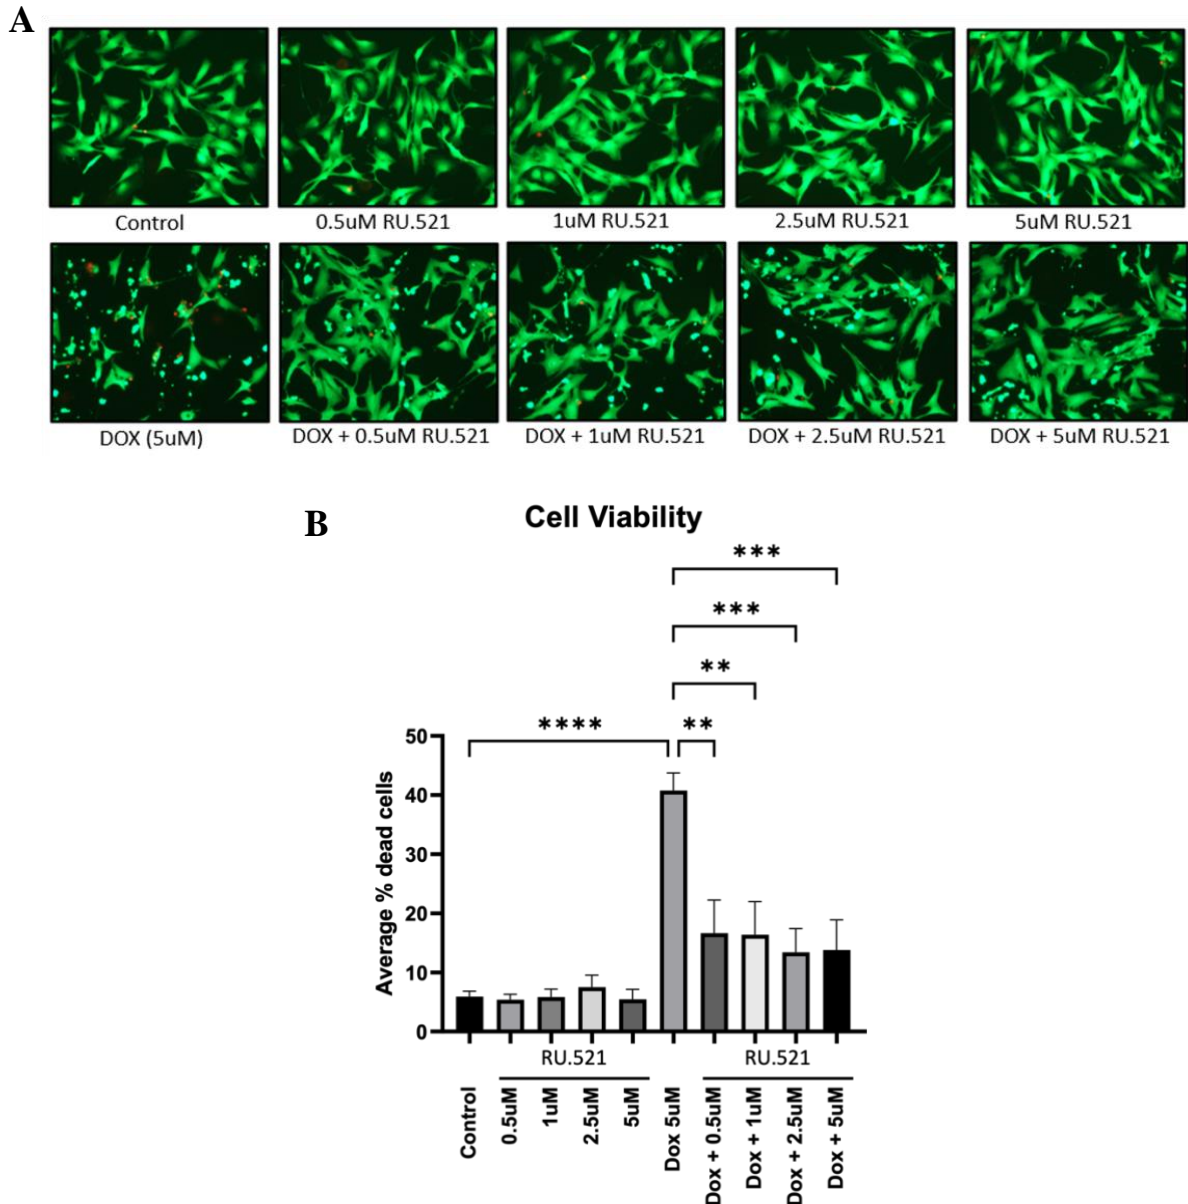 A
Control
0.5uM RU.521
1uM RU.521
2.5uM RU.521
5uM RU.521
DOX (5uM)
DOX + 0.5uM RU.521
DOX + 1uM RU.521
DOX + 2.5uM RU.521
DOX + 5uM RU.521
B
Cell Viability
***
***
**
****
**
Average % dead cells
50
40
30
20
10
0
RU.521
RU.521
Control
0.5uM
1uM
2.5uM
5uM
Dox 5uM
Dox + 0.5uM
Dox + 1uM
Dox + 2.5uM
Dox + 5uM